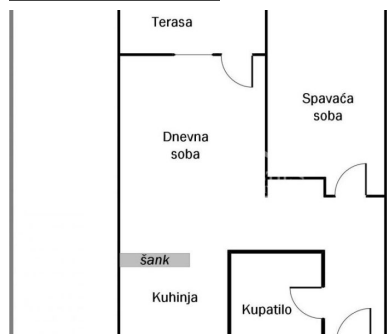 Terasa
Spavaća
soba
Dnevna
soba
šank
Kuhinja
Kupatilo